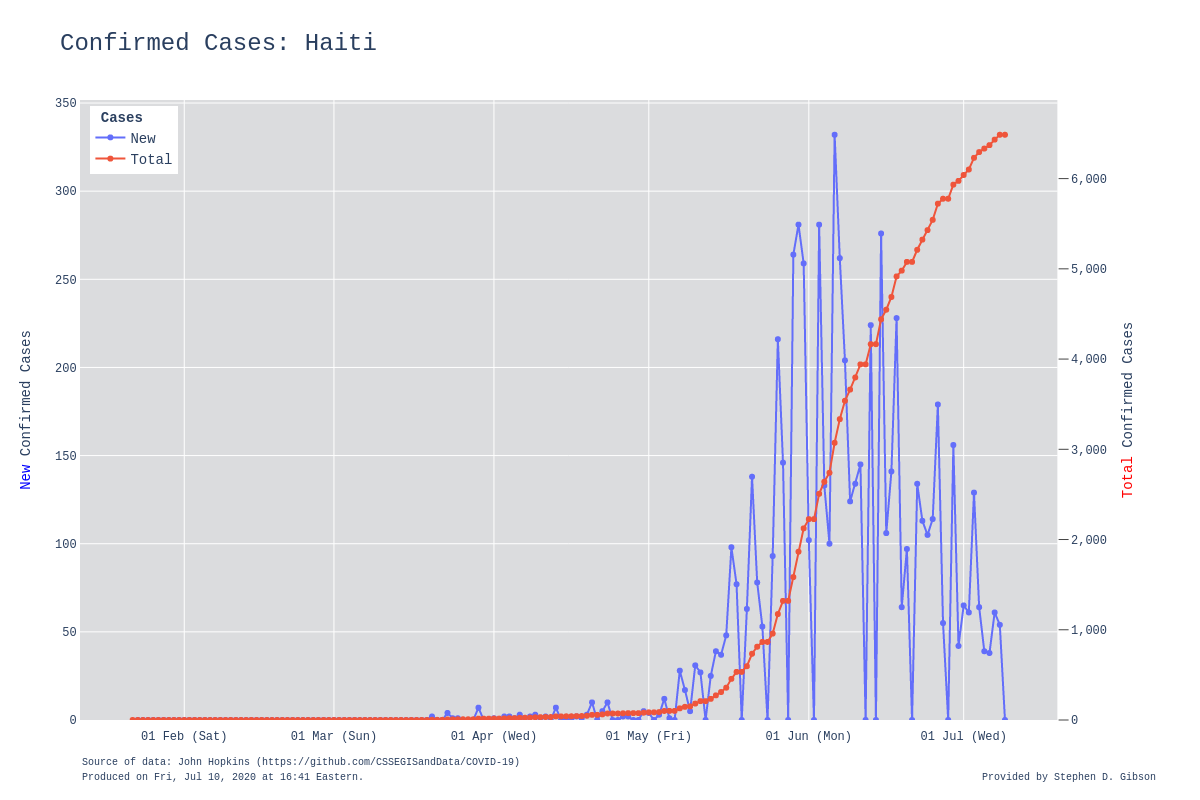 Confirmed Cases: Haiti
Cases
New
Total
350
300
250
200
150
100
50
0
6,000
5,000
4,000
3,000
2,000
1,000
0
New Confirmed Cases
Total Confirmed Cases
01 Feb (Sat)
01 Mar (Sun)
01 Apr (Wed)
01 May (Fri)
01 Jun (Mon)
01 Jul (Wed)
Source of data: John Hopkins (https://github.com/CSSEGISandData/COVID-19)
Produced on Fri, Jul 10, 2020 at 16:41 Eastern.
Provided by Stephen D. Gibson